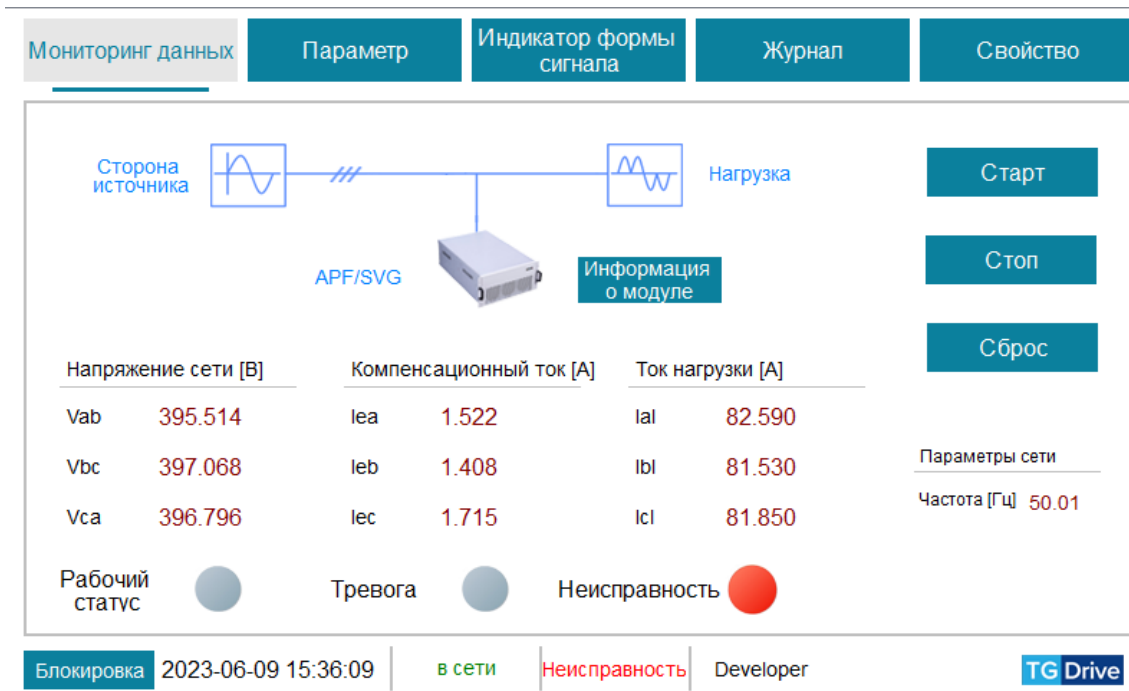 Мониторинг данных
Параметр
Индикатор формы
сигнала
Журнал
Свойство
Сторона
источника
Нагрузка
Старт
APF/SVG
Информация
о модуле
Стоп
Сброс
Напряжение сети [В]
Компенсационный ток [А]
Ток нагрузки [А]
Vab 395.514 Iea 1.522 Ial 82.590
Vbc 397.068 Ieb 1.408 Ibl 81.530
Vca 396.796 Iec 1.715 Icl 81.850
Параметры сети
Частота [Гц] 50.01
Рабочий
статус
Тревога
Неисправность
Блокировка 2023-06-09 15:36:09 в сети Неисправность Developer TG Drive